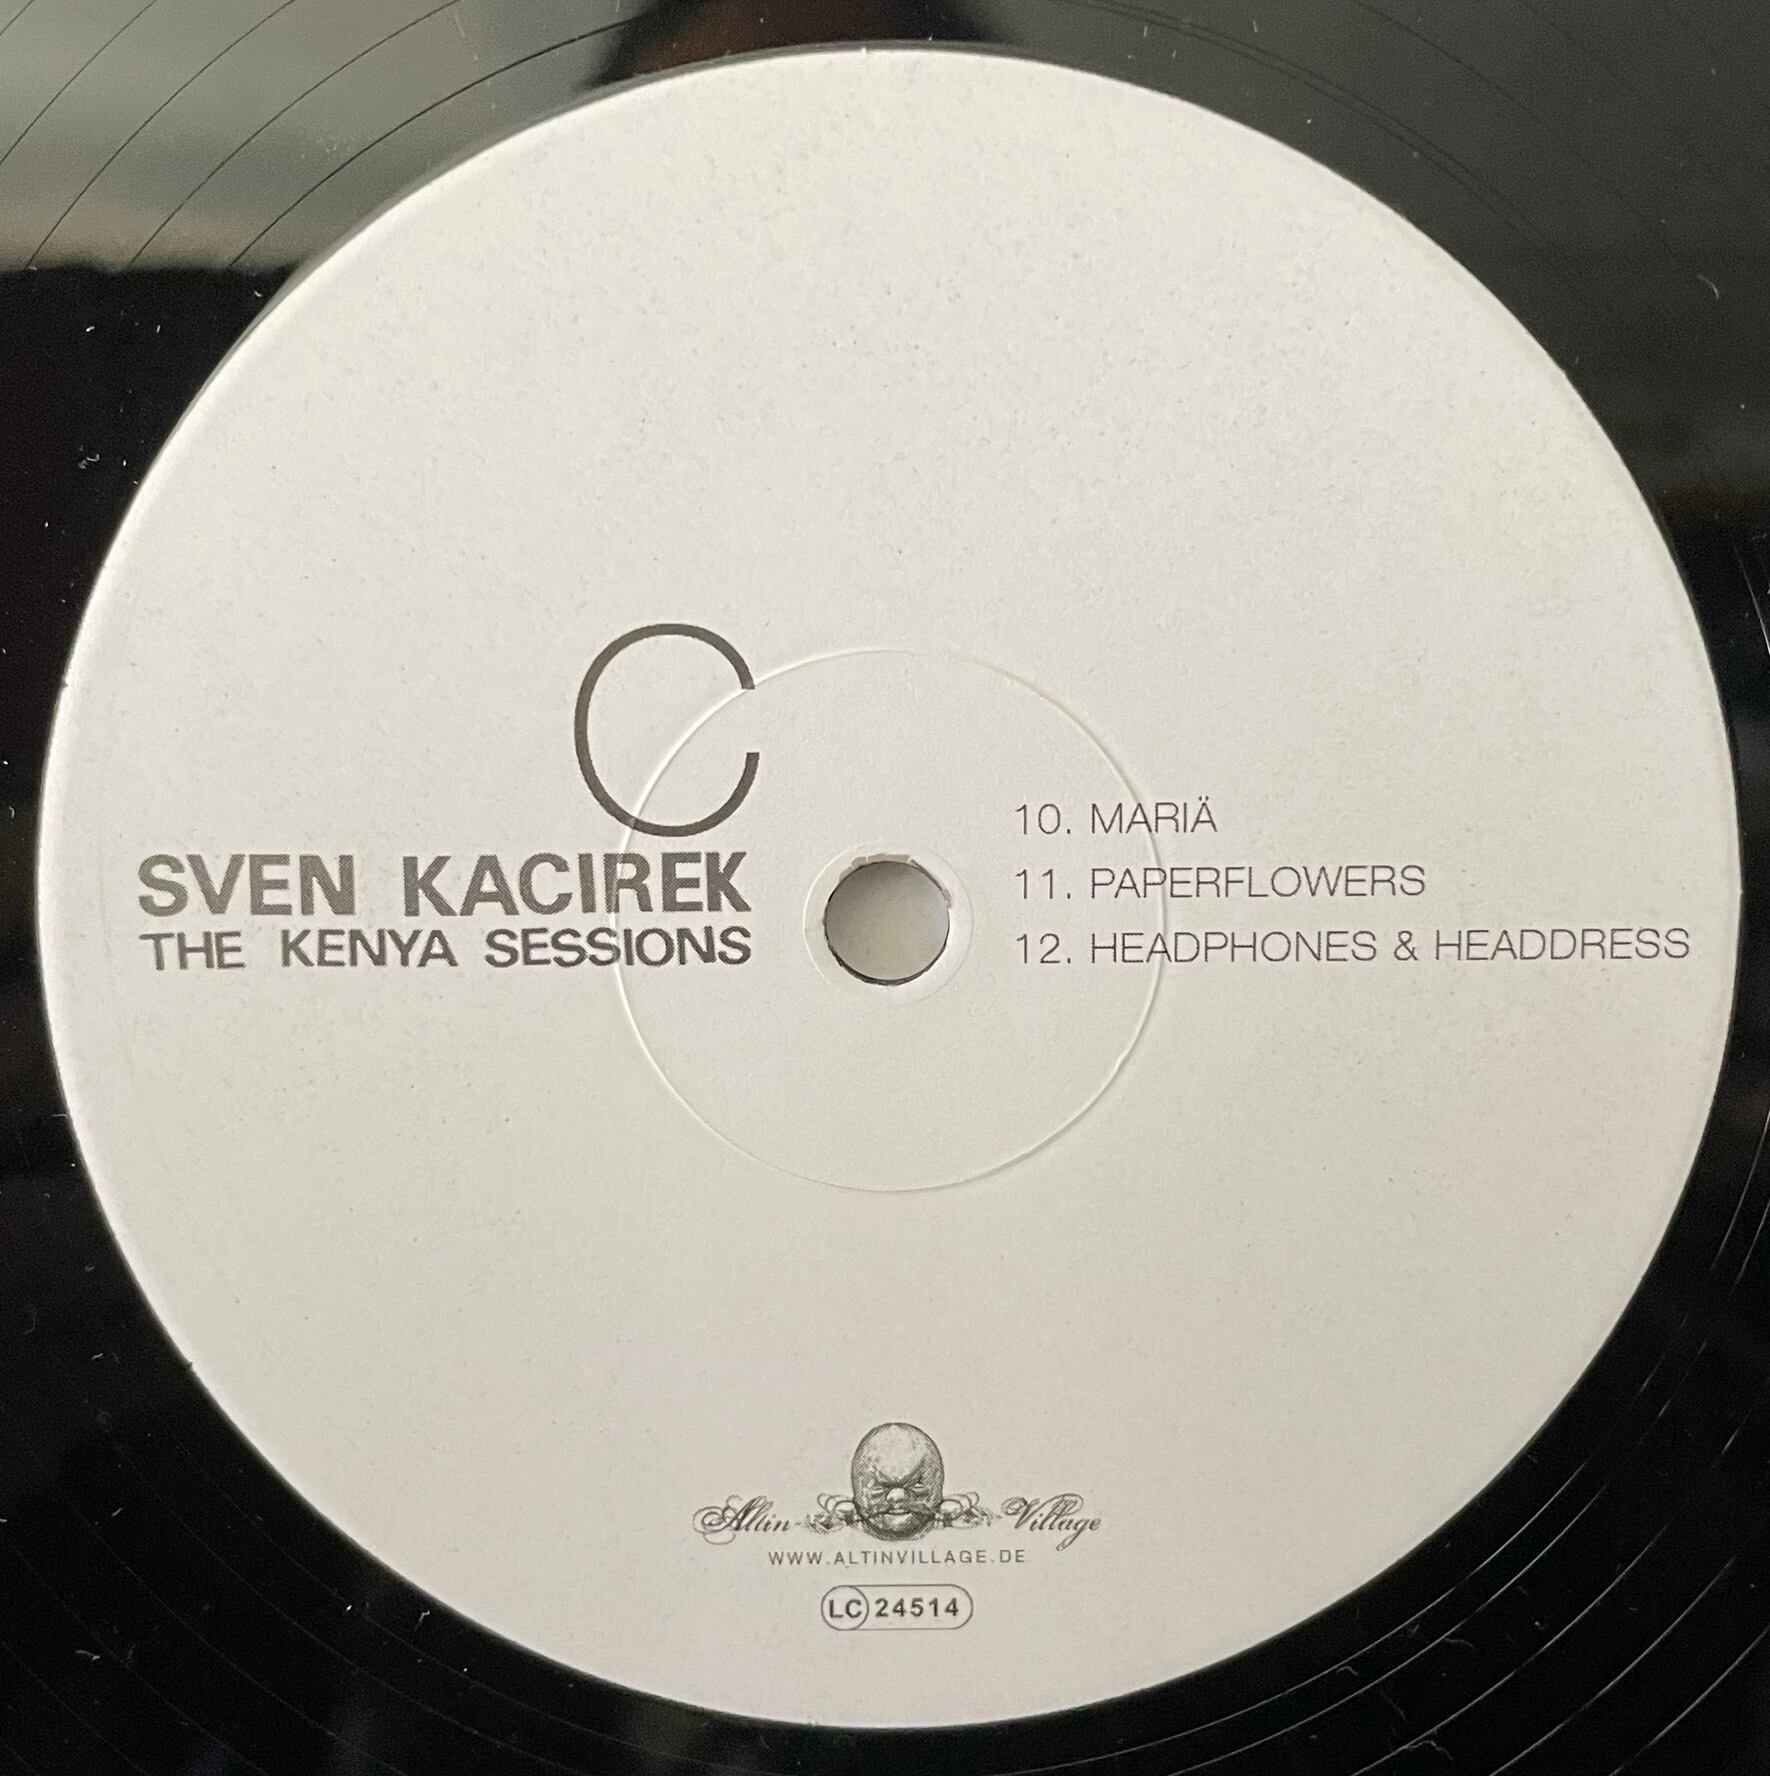 C
SVEN KACIREK
THE KENYA SESSIONS
10. MARIÄ
11. PAPERFLOWERS
12. HEADPHONES & HEADDRESS
Altin Village
WWW.ALTINVILLAGE.DE
LC 24514